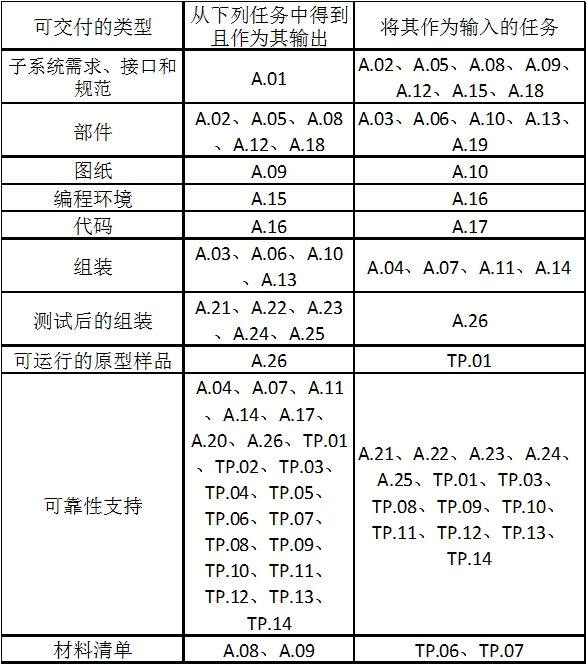 可交付的类型
从下列任务中得到
且作为其输出
将其作为输入的任务
子系统需求、接口和
规范
A.01
A.02、A.05、A.08、A.09、
A.12、A.15、A.18
部件
A.02、A.05、A.08
、A.12、A.18
A.03、A.06、A.10、A.13、
A.19
图纸
A.09
A.10
编程环境
A.15
A.16
代码
A.16
A.17
组装
A.03、A.06、A.10
、A.13
A.04、A.07、A.11、A.14
测试后的组装
A.21、A.22、A.23
、A.24、A.25
A.26
可运行的原型样品
A.26
TP.01
可靠性支持
A.04、A.07、A.11
、A.14、A.17、
A.20、A.26、TP.01
、TP.02、TP.03、
TP.04、TP.05、
TP.06、TP.07、
TP.08、TP.09、
TP.10、TP.11、
TP.12、TP.13、
TP.14
A.21、A.22、A.23、A.24、
A.25、TP.01、TP.03、
TP.08、TP.09、TP.10、
TP.11、TP.12、TP.13、
TP.14
材料清单
A.08、A.09
TP.06、TP.07